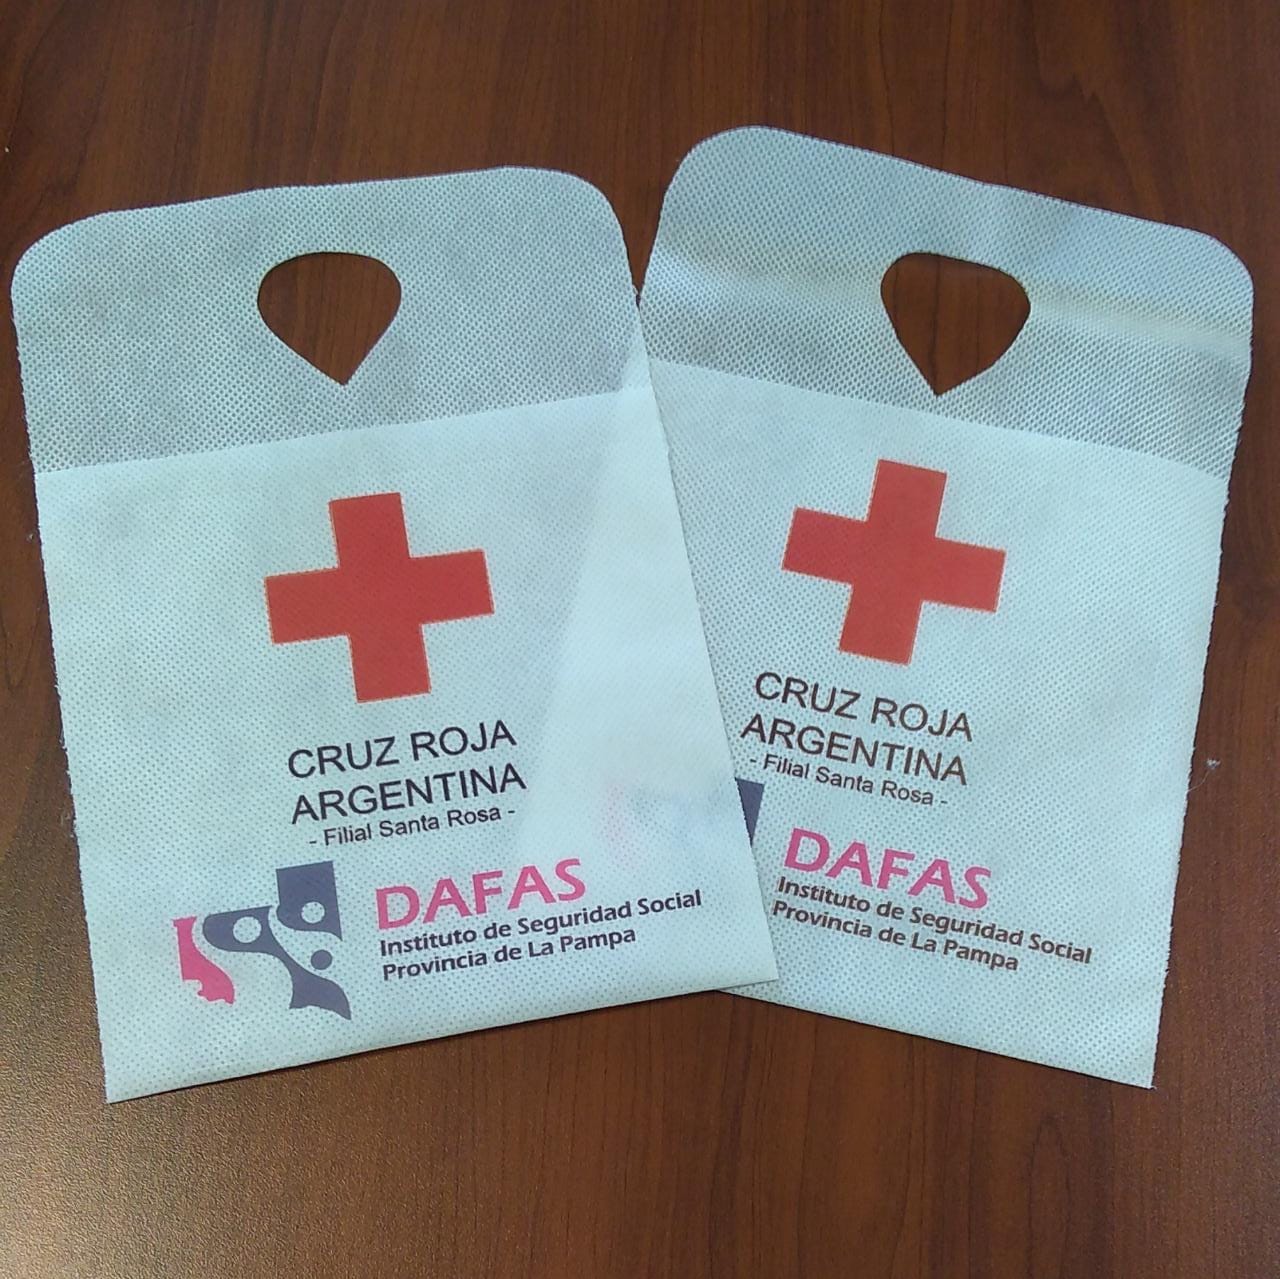 CRUZ ROJA
ARGENTINA
- Filial Santa Rosa -
DAFAS
Instituto de Seguridad Social
Provincia de La Pampa
CRUZ ROJA
ARGENTINA
- Filial Santa Rosa -
DAFAS
Instituto de Seguridad Social
Provincia de La Pampa